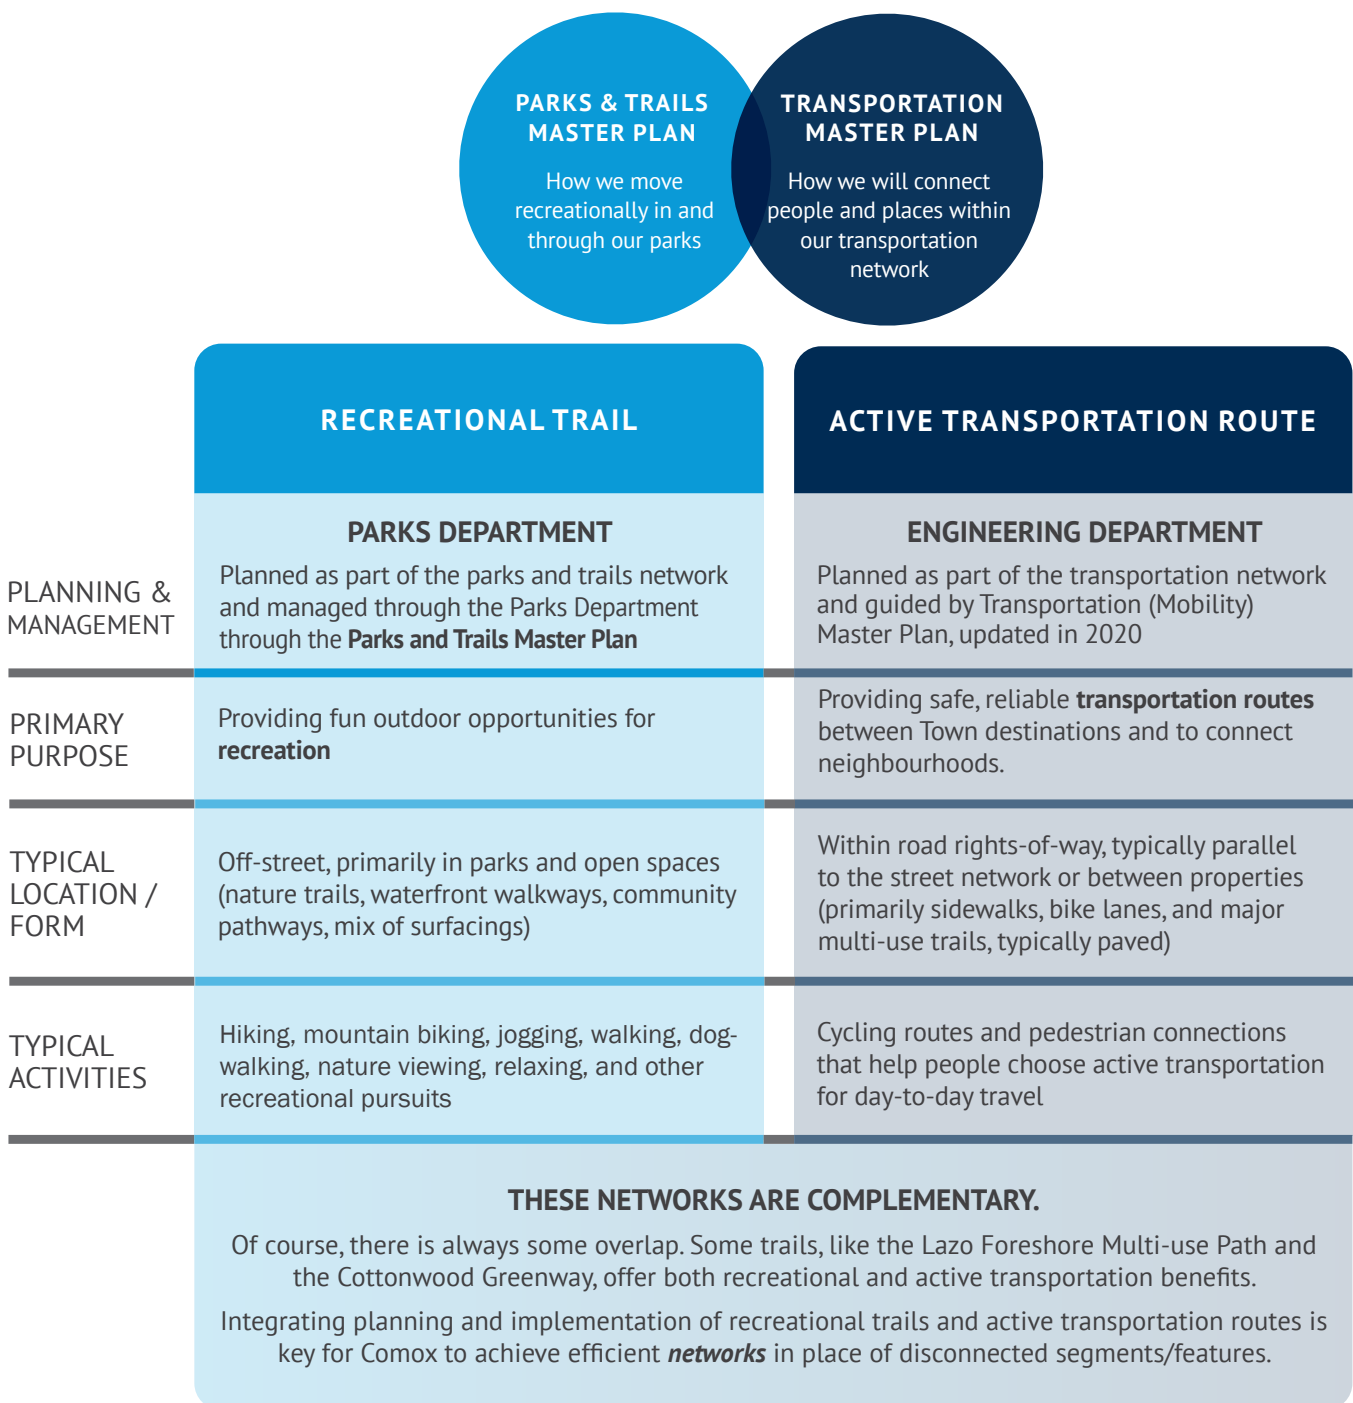 PARKS & TRAILS
MASTER PLAN
How we move
recreationally in and
through our parks
TRANSPORTATION
MASTER PLAN
How we will connect
people and places within
our transportation
network
RECREATIONAL TRAIL
ACTIVE TRANSPORTATION ROUTE
PLANNING &
MANAGEMENT
PARKS DEPARTMENT
Planned as part of the parks and trails network
and managed through the Parks Department
through the Parks and Trails Master Plan
ENGINEERING DEPARTMENT
Planned as part of the transportation network
and guided by Transportation (Mobility)
Master Plan, updated in 2020
PRIMARY
PURPOSE
Providing fun outdoor opportunities for
recreation
Providing safe, reliable transportation routes
between Town destinations and to connect
neighbourhoods.
TYPICAL
LOCATION /
FORM
Off-street, primarily in parks and open spaces
(nature trails, waterfront walkways, community
pathways, mix of surfacings)
Within road rights-of-way, typically parallel
to the street network or between properties
(primarily sidewalks, bike lanes, and major
multi-use trails, typically paved)
TYPICAL
ACTIVITIES
Hiking, mountain biking, jogging, walking, dog-
walking, nature viewing, relaxing, and other
recreational pursuits
Cycling routes and pedestrian connections
that help people choose active transportation
for day-to-day travel
THESE NETWORKS ARE COMPLEMENTARY.
Of course, there is always some overlap. Some trails, like the Lazo Foreshore Multi-use Path and
the Cottonwood Greenway, offer both recreational and active transportation benefits.
Integrating planning and implementation of recreational trails and active transportation routes is
key for Comox to achieve efficient networks in place of disconnected segments/features.